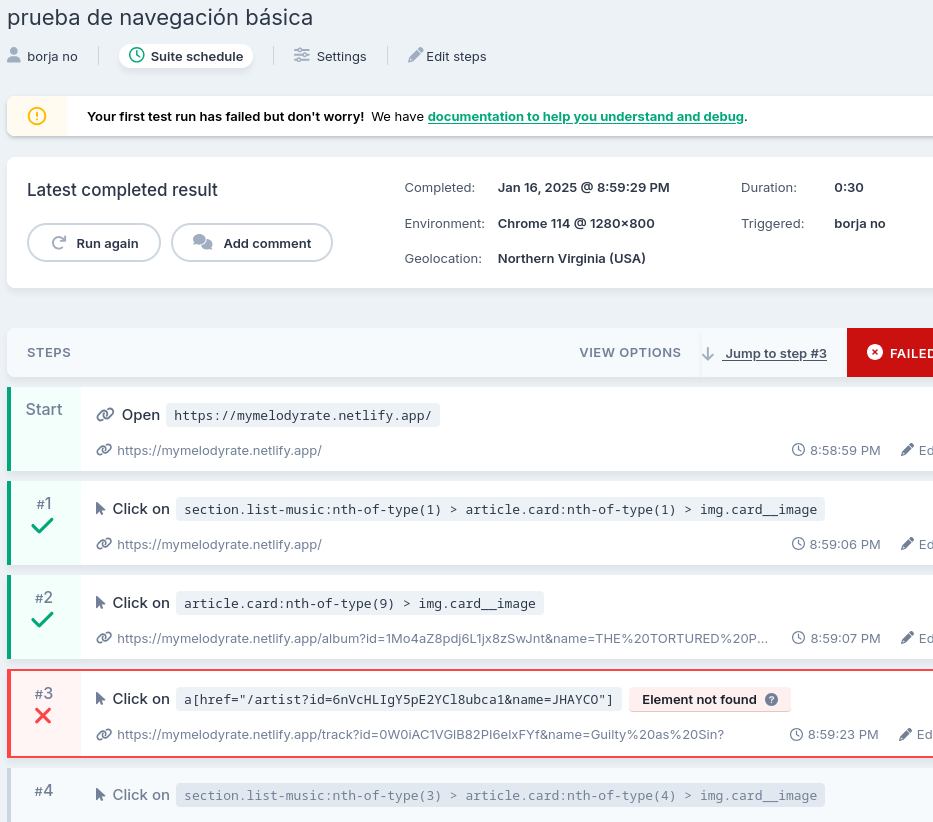 prueba de navegación básica
borja no Suite schedule Settings Edit steps
Your first test run has failed but don't worry! We have documentation to help you understand and debug.
Latest completed result
Run again Add comment
Completed: Jan 16, 2025 @ 8:59:29 PM Duration: 0:30
Environment: Chrome 114 @ 1280×800 Triggered: borja no
Geolocation: Northern Virginia (USA)
STEPS VIEW OPTIONS Jump to step #3 FAILED
Start Open https://mymelodyrate.netlify.app/
https://mymelodyrate.netlify.app/ 8:58:59 PM Ed
#1 Click on section.list-music:nth-of-type(1) > article.card:nth-of-type(1) > img.card__image
https://mymelodyrate.netlify.app/ 8:59:06 PM Ed
#2 Click on article.card:nth-of-type(9) > img.card__image
https://mymelodyrate.netlify.app/album?id=1Mo4aZ8pdj6L1jx8zSwJnt&name=THE%20TORTURED%20P... 8:59:07 PM Ed
#3 Click on a[href="/artist?id=6nVcHLIgY5pE2YCl8ubca1&name=JHAYCO"] Element not found ?
https://mymelodyrate.netlify.app/track?id=0W0iAC1VGlB82PI6elxFYf&name=Guilty%20as%20Sin? 8:59:23 PM Ed
#4 Click on section.list-music:nth-of-type(3) > article.card:nth-of-type(4) > img.card__image